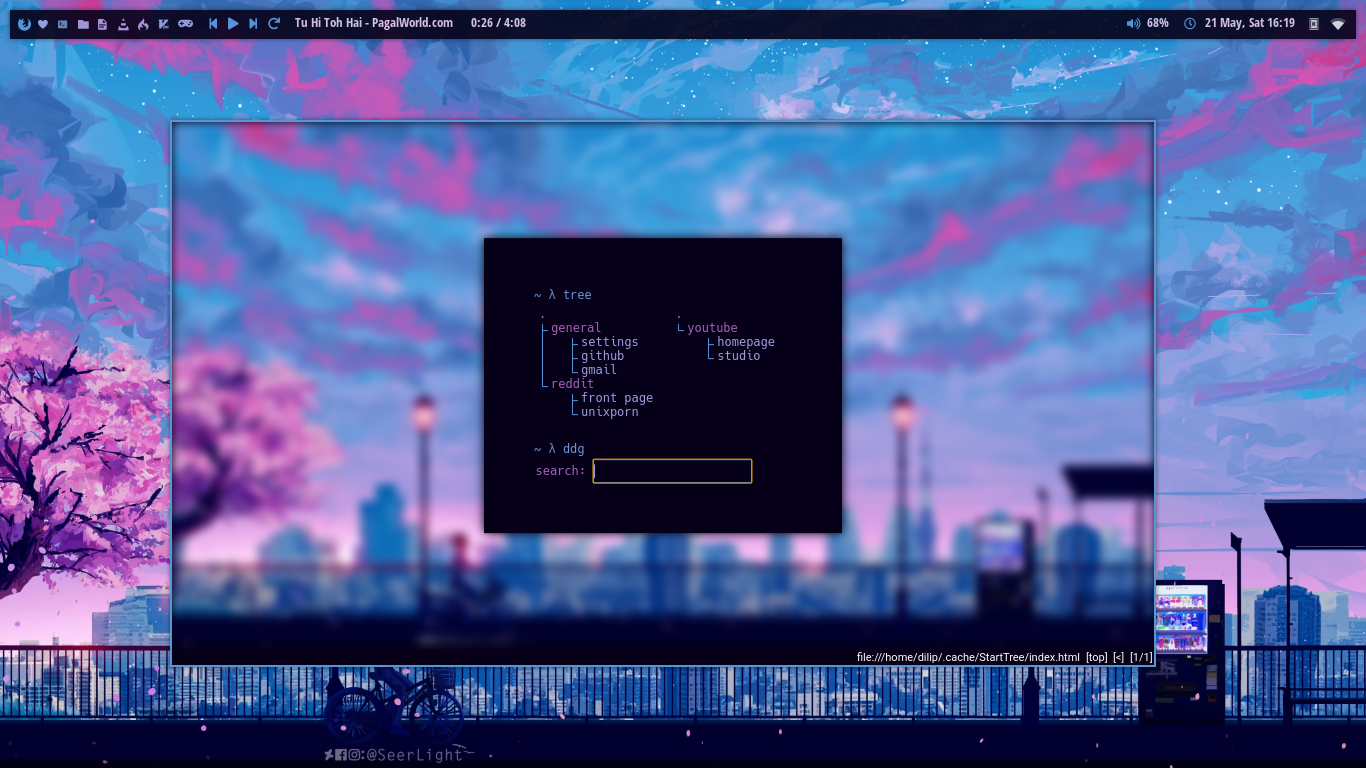 Tu Hi Toh Hai - PagalWorld.com 0:26 / 4:08 68% 21 May, Sat 16:19
~ λ tree
.
general
settings
github
gmail
reddit
front page
unixporn
.
youtube
homepage
studio
~ λ ddg
search:
file:///home/dilip/.cache/StartTree/index.html [top] [<] [1/1]
@SeerLight